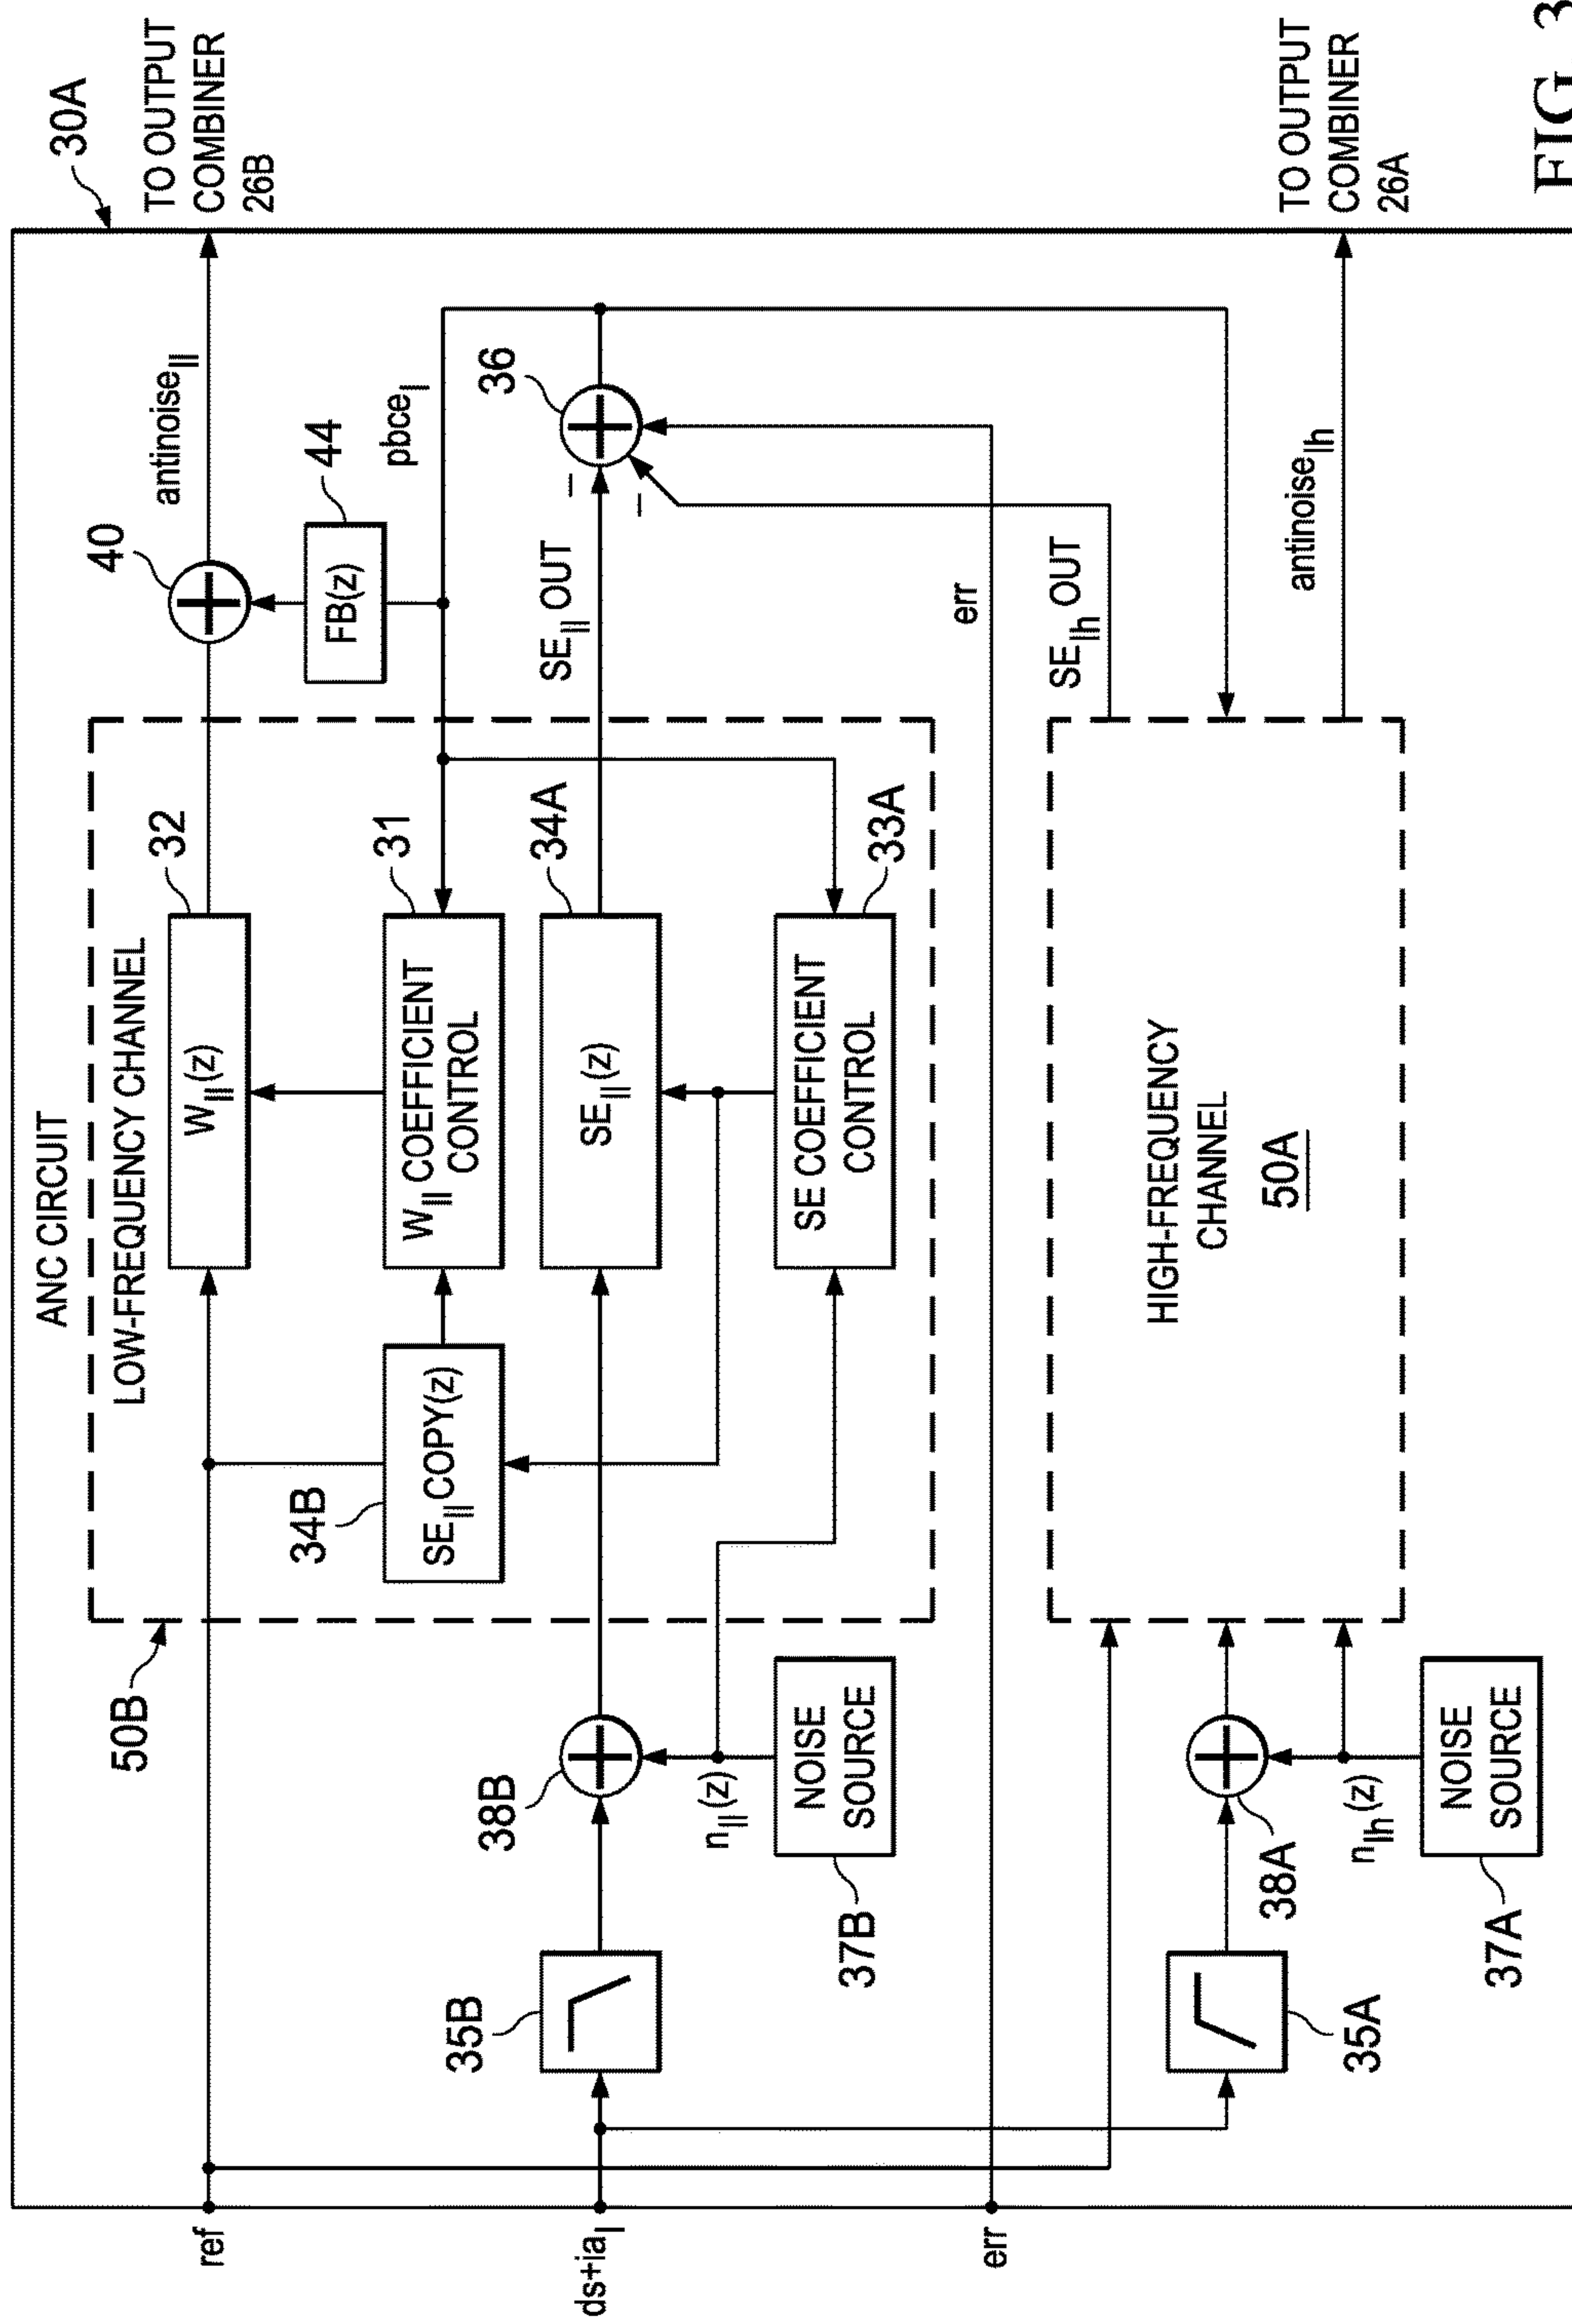 30A
ANC CIRCUIT
TO OUTPUT
COMBINER
26B
50B
LOW-FREQUENCY CHANNEL
ref
W_ll(z)
32
40
antinoise_ll
34B
SE_ll COPY(z)
W_ll COEFFICIENT
CONTROL
31
FB(z)
44
pbce_l
ds+ia_l
35B
38B
SE_ll(z)
34A
SE_ll OUT
–
–
36
n_ll(z)
NOISE
SOURCE
37B
SE COEFFICIENT
CONTROL
33A
err
err
SE_lh OUT
HIGH-FREQUENCY
CHANNEL
50A
35A
38A
n_lh(z)
NOISE
SOURCE
37A
antinoise_lh
TO OUTPUT
COMBINER
26A
FIG. 3